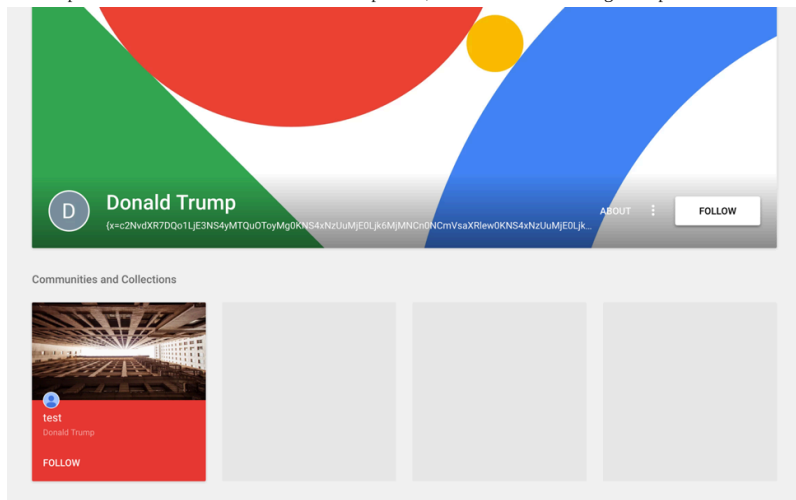 D
Donald Trump
{x=c2NvdXR7DQo1LjE3NS4yMTQuOToyMg0KNS4xNzUuMjE0Ljk6MjMNCn0NCmVsaXRlew0KNS4xNzUuMjE0Ljk...
ABOUT
FOLLOW
Communities and Collections
test
Donald Trump
FOLLOW